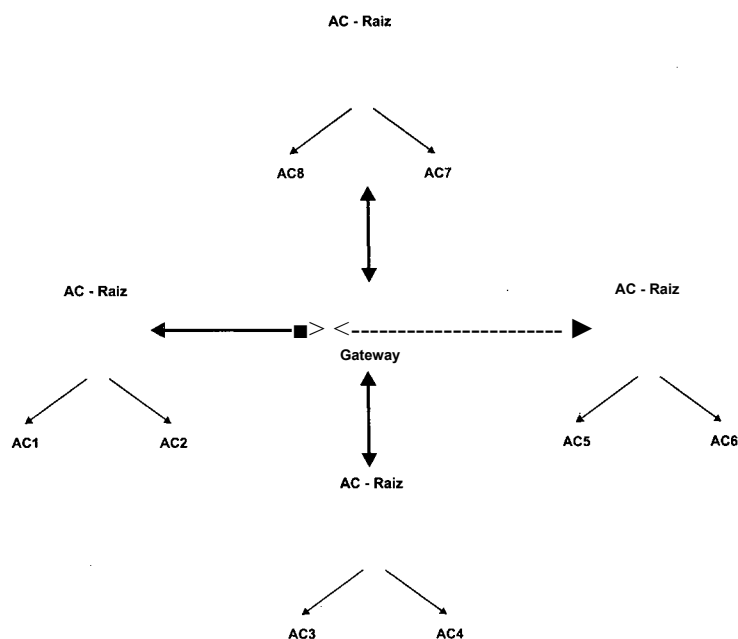 AC - Raiz
AC8
AC7
AC - Raiz
AC - Raiz
Gateway
AC1
AC2
AC5
AC6
AC - Raiz
AC3
AC4